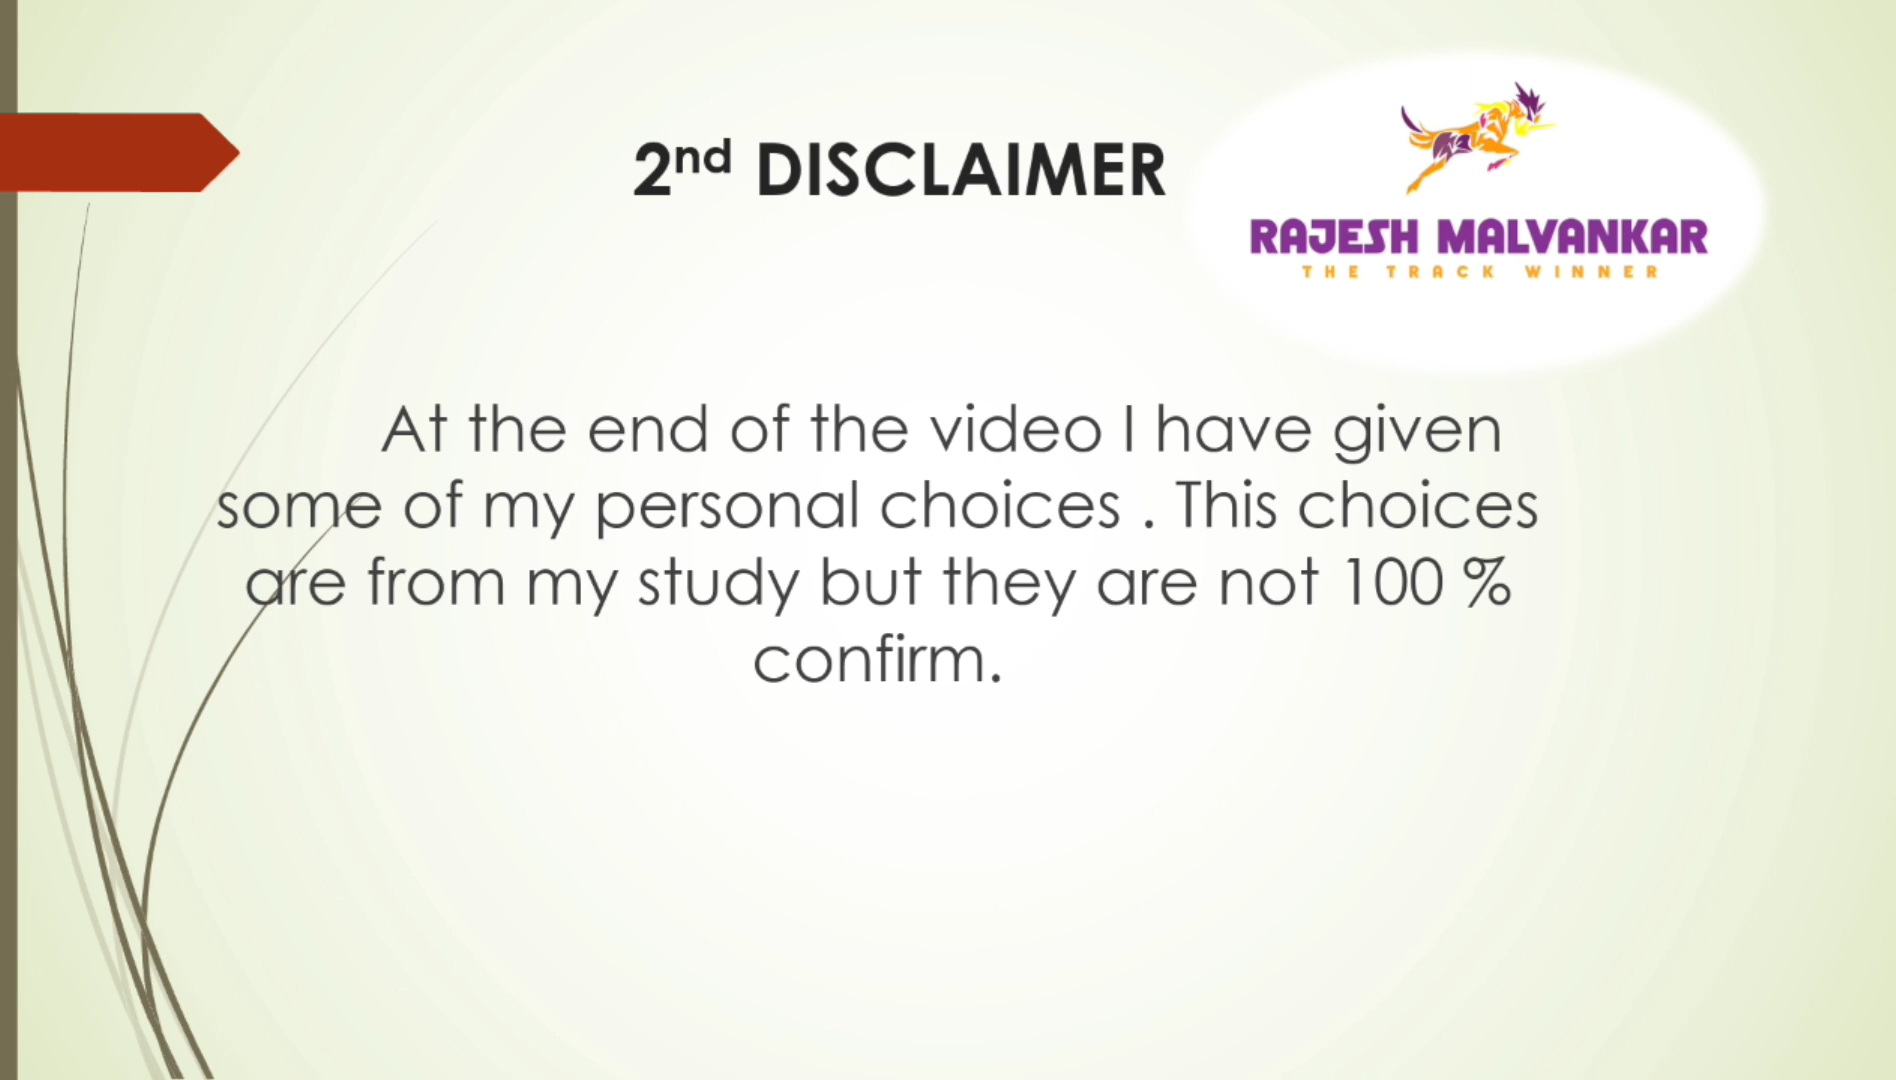 2nd DISCLAIMER
RAJESH MALVANKAR
THE TRACK WINNER
At the end of the video I have given
some of my personal choices . This choices
are from my study but they are not 100 %
confirm.